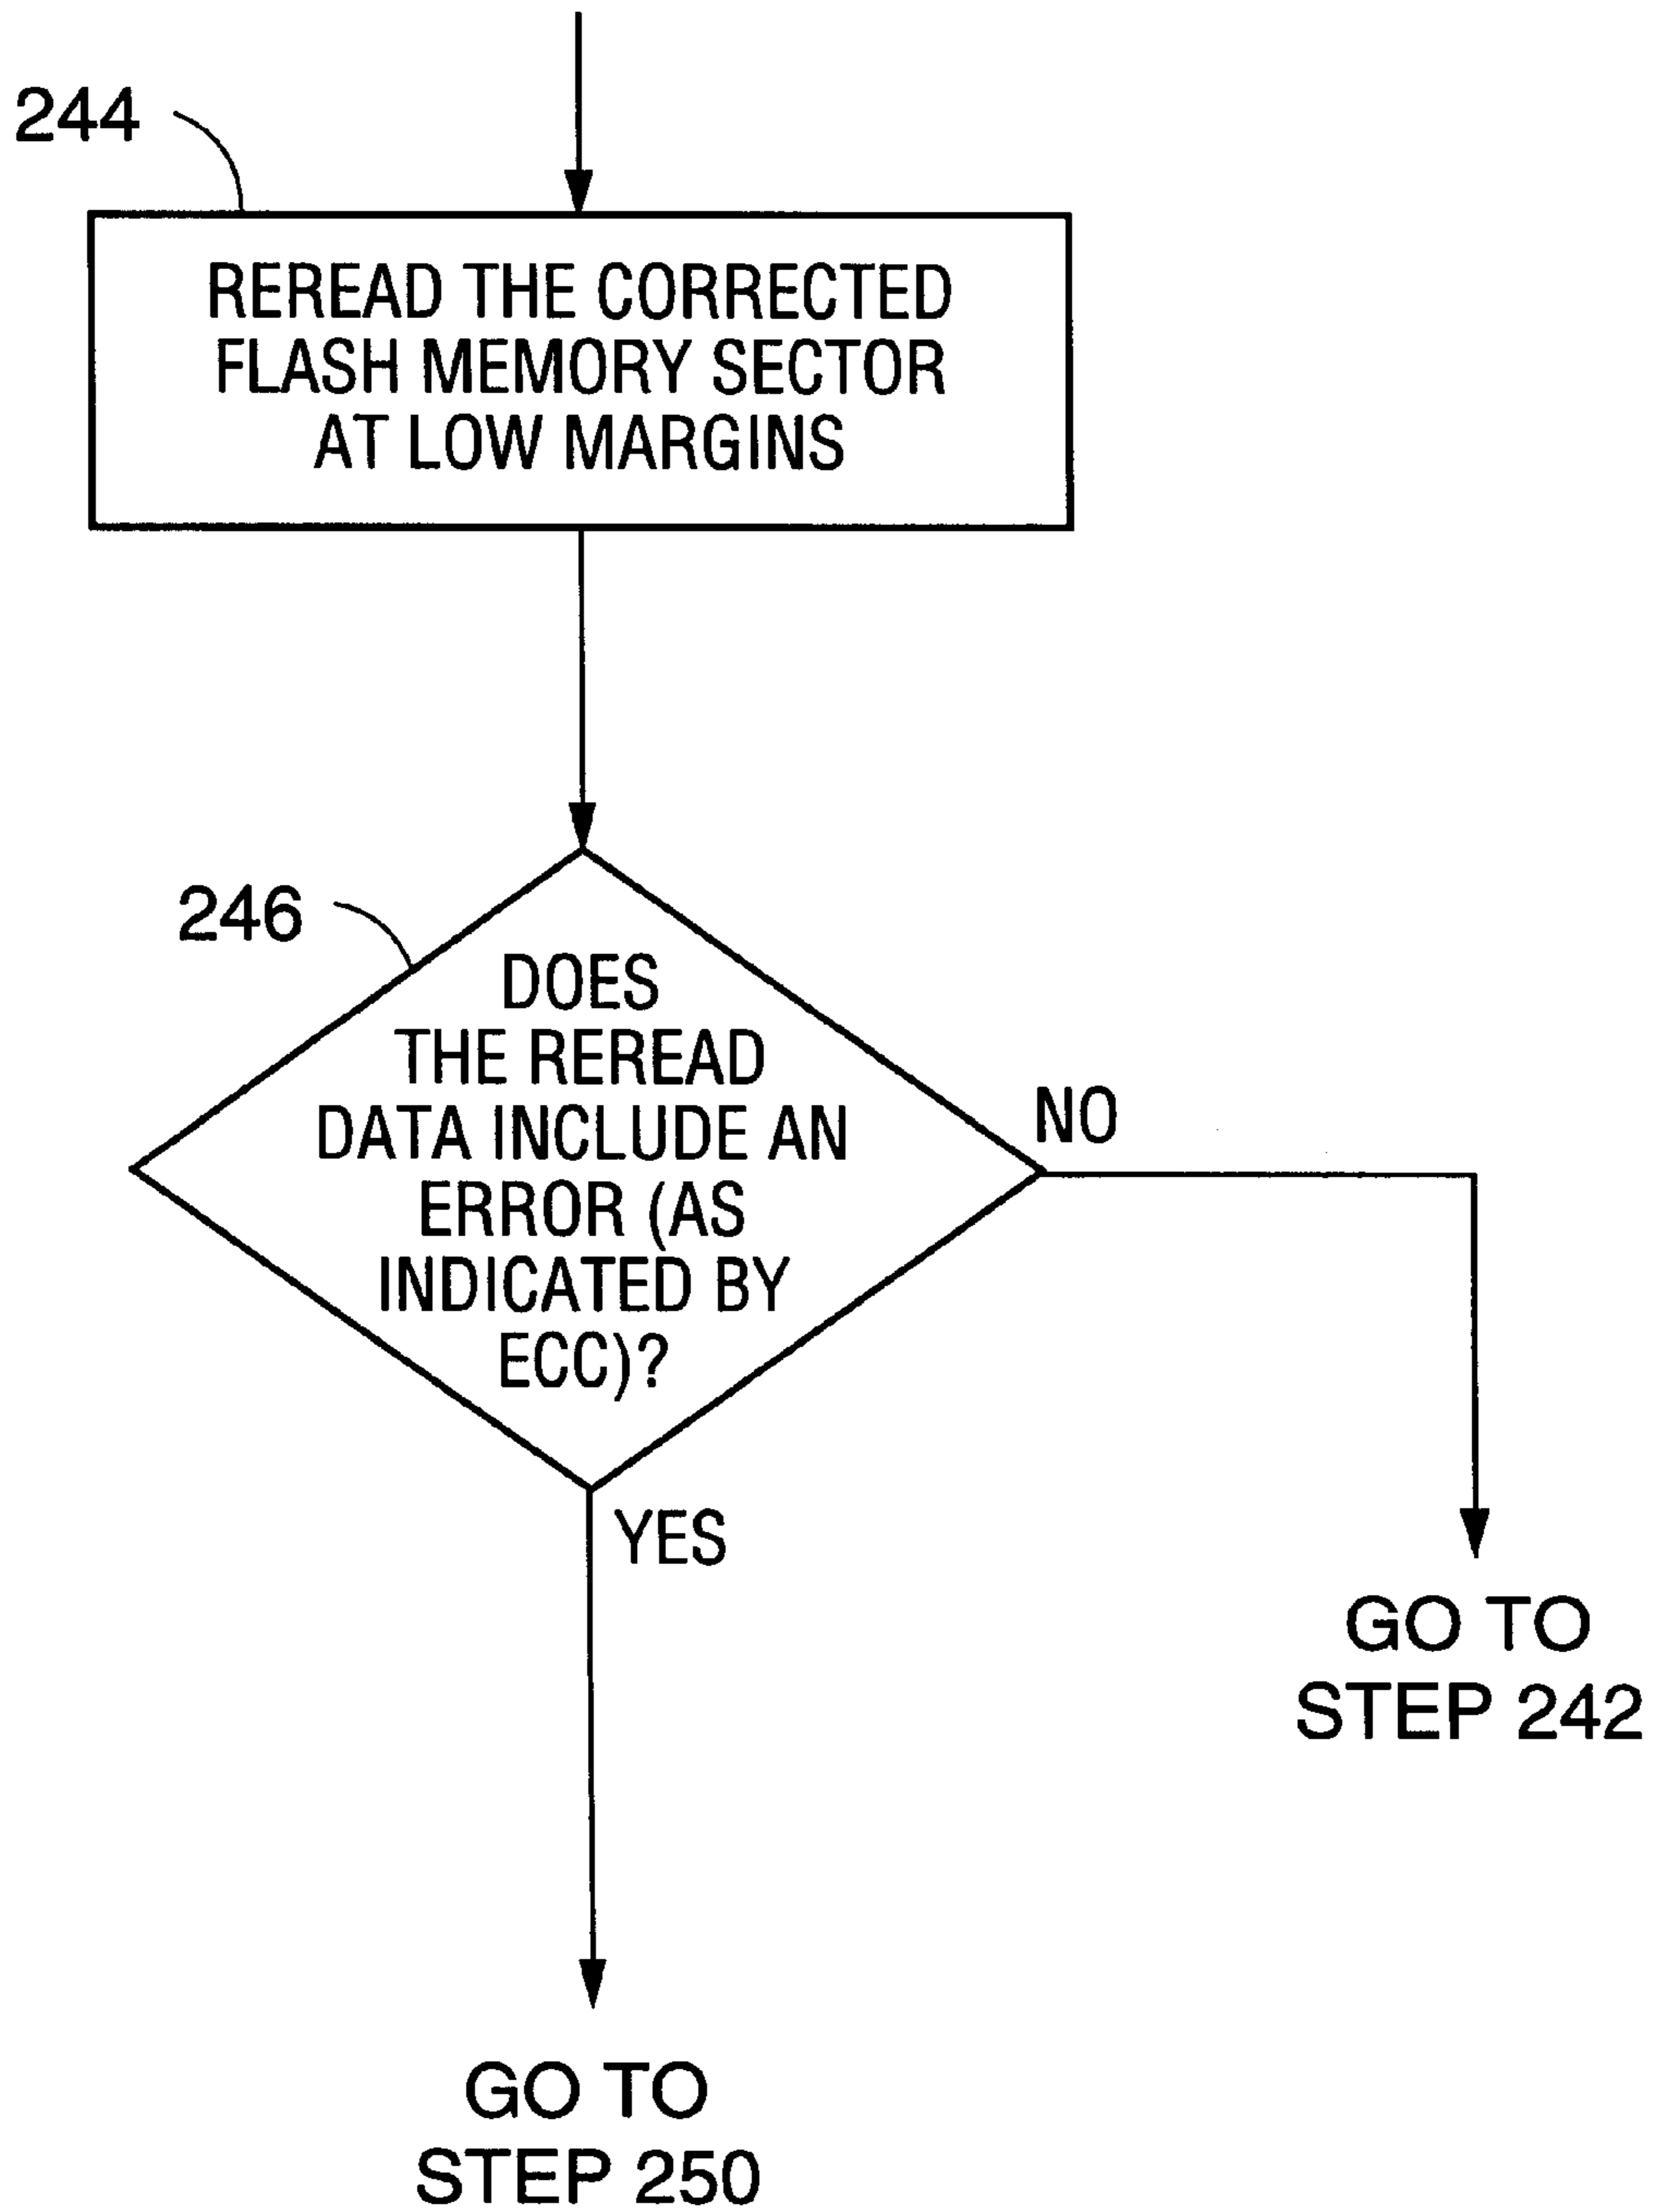 244
REREAD THE CORRECTED
FLASH MEMORY SECTOR
AT LOW MARGINS
246
DOES
THE REREAD
DATA INCLUDE AN
ERROR (AS
INDICATED BY
ECC)?
NO
YES
GO TO
STEP 242
GO TO
STEP 250